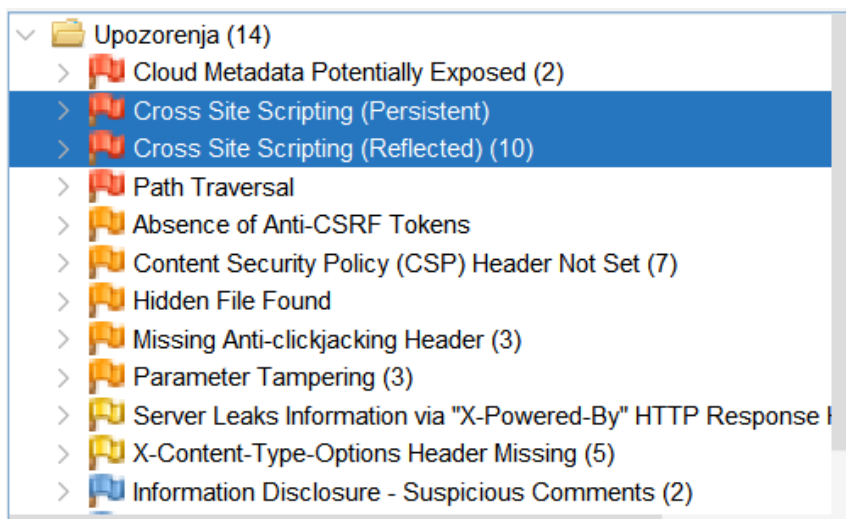 Upozorenja (14)
Cloud Metadata Potentially Exposed (2)
Cross Site Scripting (Persistent)
Cross Site Scripting (Reflected) (10)
Path Traversal
Absence of Anti-CSRF Tokens
Content Security Policy (CSP) Header Not Set (7)
Hidden File Found
Missing Anti-clickjacking Header (3)
Parameter Tampering (3)
Server Leaks Information via "X-Powered-By" HTTP Response
X-Content-Type-Options Header Missing (5)
Information Disclosure - Suspicious Comments (2)